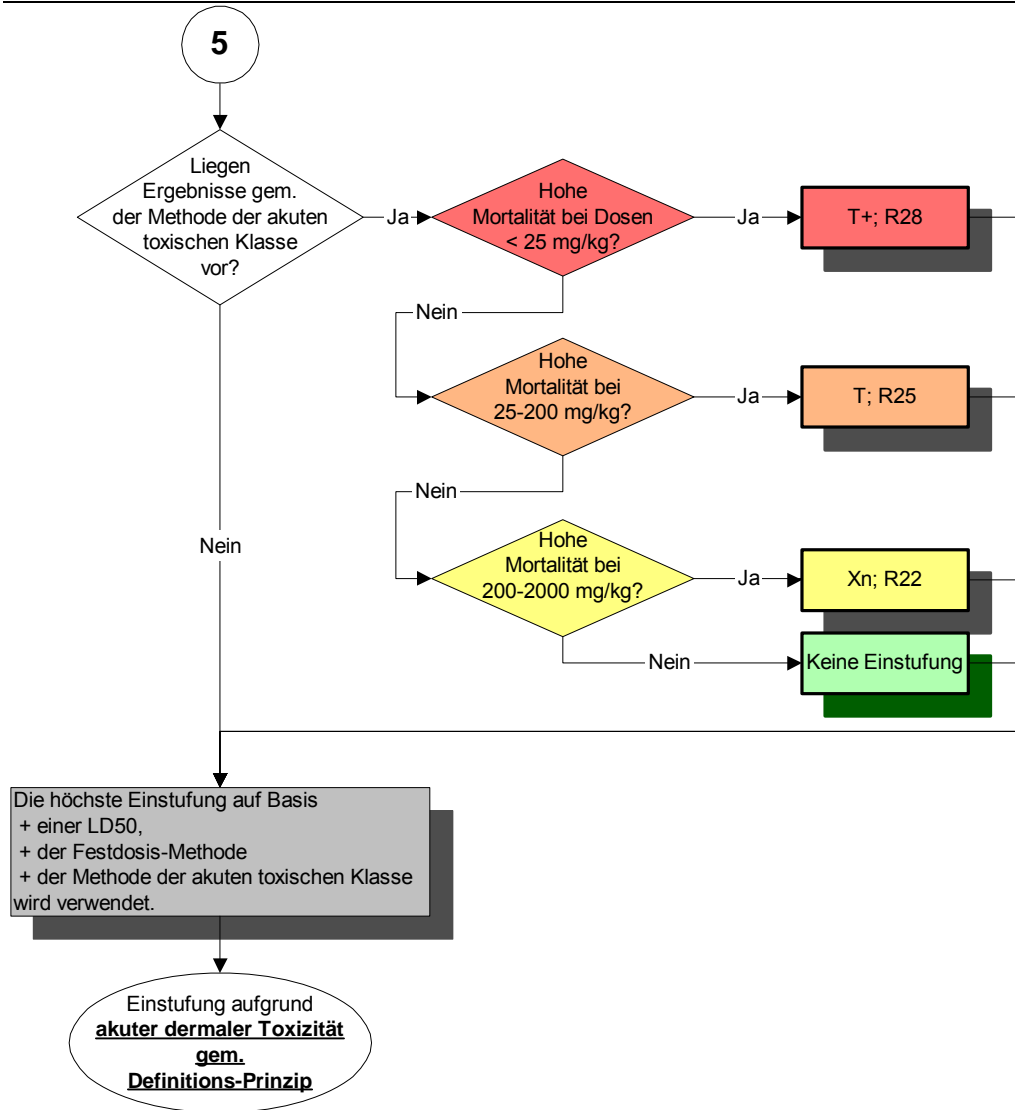 5
Liegen
Ergebnisse gem.
der Methode der akuten
toxischen Klasse
vor?
Ja
Hohe
Mortalität bei Dosen
< 25 mg/kg?
Ja
T+; R28
Nein
Hohe
Mortalität bei
25-200 mg/kg?
Ja
T; R25
Nein
Nein
Hohe
Mortalität bei
200-2000 mg/kg?
Ja
Xn; R22
Nein
Keine Einstufung
Die höchste Einstufung auf Basis
+ einer LD50,
+ der Festdosis-Methode
+ der Methode der akuten toxischen Klasse
wird verwendet.
Einstufung aufgrund
akuter dermaler Toxizität
gem.
Definitions-Prinzip